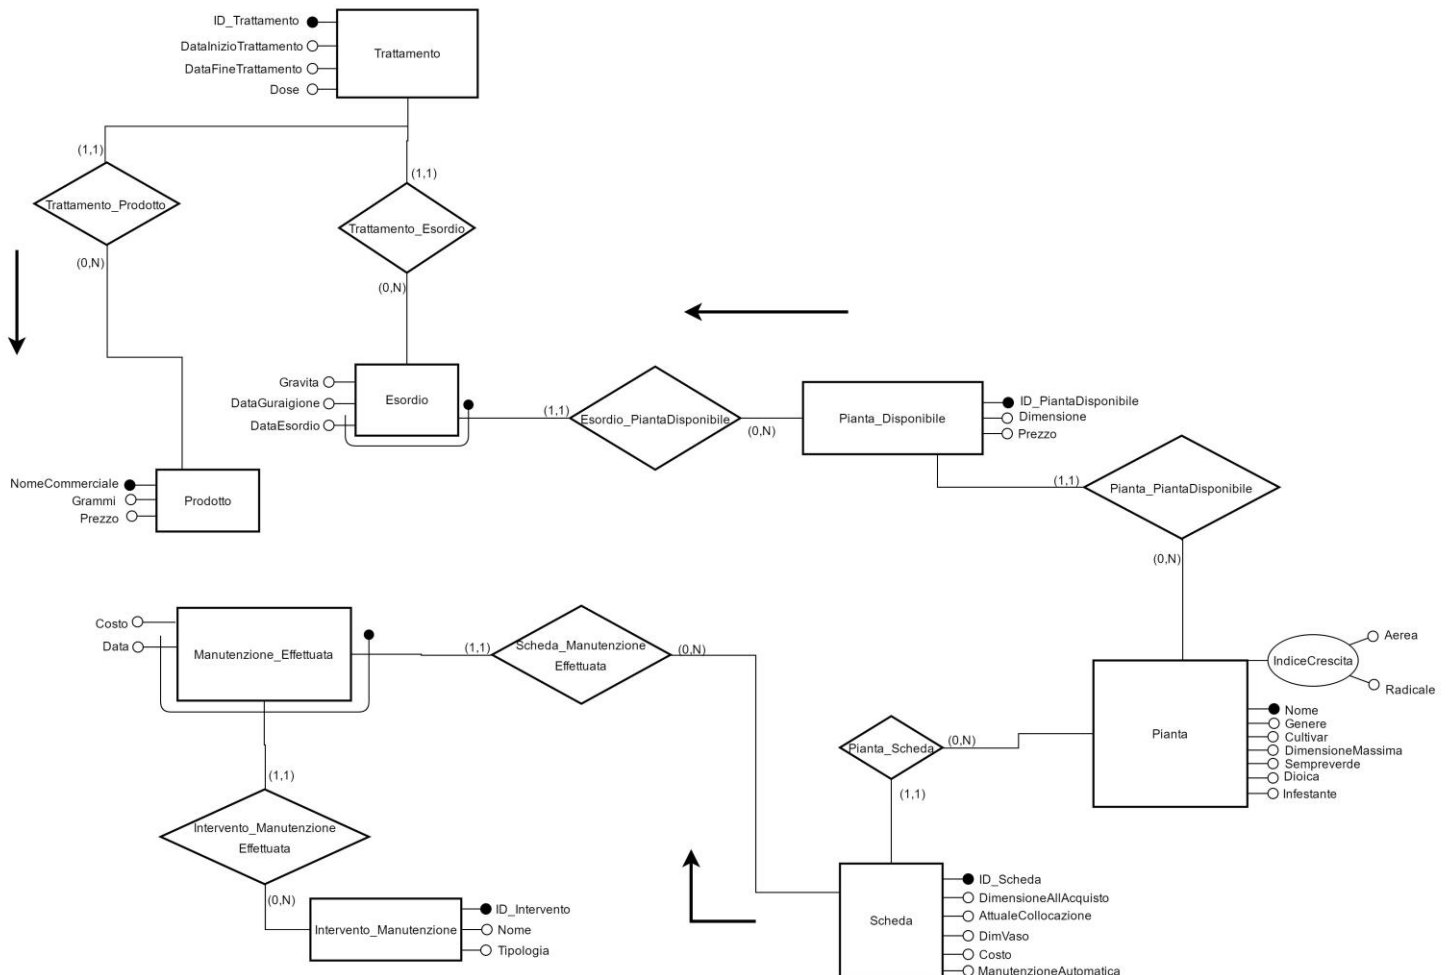 ID_Trattamento
DataInizioTrattamento
DataFineTrattamento
Dose
Trattamento
(1,1)
Trattamento_Prodotto
(0,N)
(1,1)
Trattamento_Esordio
(0,N)
Gravita
DataGuraigione
DataEsordio
Esordio
(1,1)
Esordio_PiantaDisponibile
(0,N)
Pianta_Disponibile
ID_PiantaDisponibile
Dimensione
Prezzo
(1,1)
Pianta_PiantaDisponibile
(0,N)
NomeCommerciale
Grammi
Prezzo
Prodotto
Costo
Data
Manutenzione_Effettuata
(1,1)
Scheda_Manutenzione
Effettuata
(0,N)
IndiceCrescita
Aerea
Radicale
Pianta
Nome
Genere
Cultivar
DimensioneMassima
Sempreverde
Dioica
Infestante
Pianta_Scheda
(0,N)
(1,1)
(1,1)
Intervento_Manutenzione
Effettuata
(0,N)
Intervento_Manutenzione
ID_Intervento
Nome
Tipologia
Scheda
ID_Scheda
DimensioneAllAcquisto
AttualeCollocazione
DimVaso
Costo
ManutenzioneAutomatica